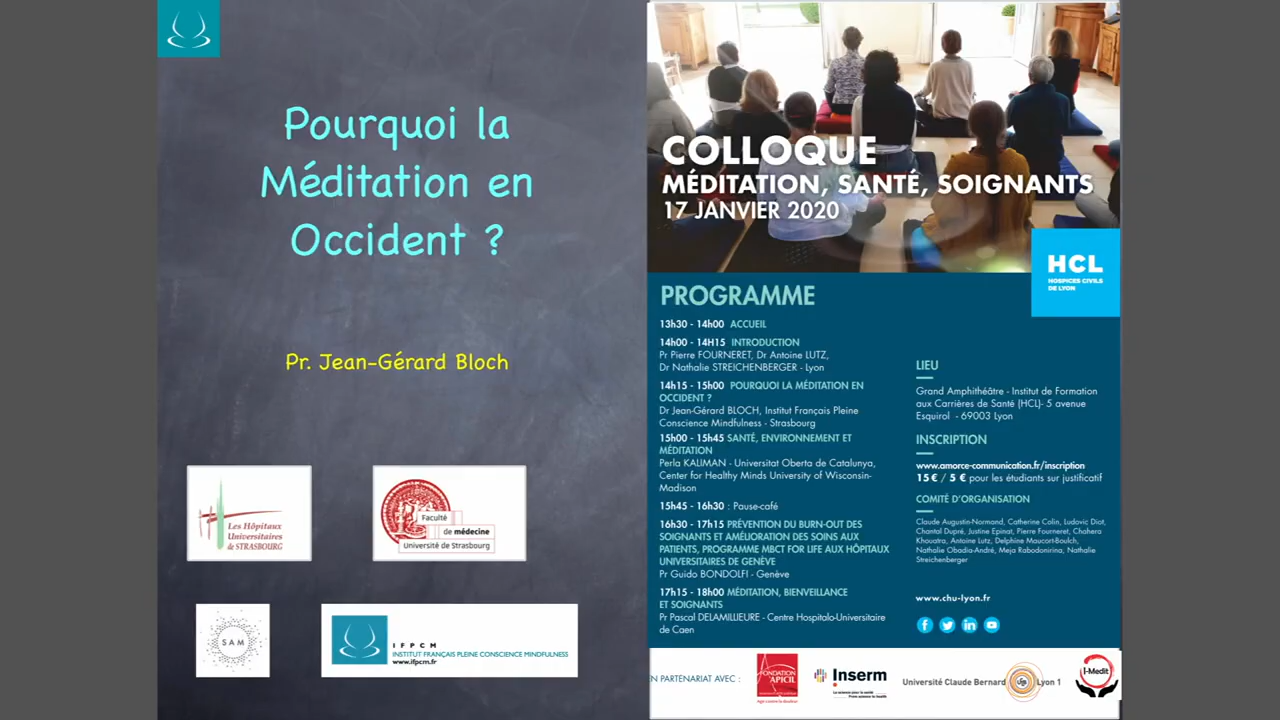 Pourquoi la
Méditation en
Occident ?
Pr. Jean-Gérard Bloch
Les Hôpitaux
Universitaires
de STRASBOURG
Faculté
de médecine
Université de Strasbourg
SAM
IFPCM
INSTITUT FRANÇAIS PLEINE CONSCIENCE MINDFULNESS
www.ifpcm.fr
COLLOQUE
MÉDITATION, SANTÉ, SOIGNANTS
17 JANVIER 2020
HCL
HOSPICES CIVILS
DE LYON
PROGRAMME
13h30 - 14h00 ACCUEIL
14h00 - 14H15 INTRODUCTION
Pr Pierre FOURNERET, Dr Antoine LUTZ,
Dr Nathalie STREICHENBERGER - Lyon
14h15 - 15h00 POURQUOI LA MÉDITATION EN
OCCIDENT ?
Dr Jean-Gérard BLOCH, Institut Français Pleine
Conscience Mindfulness - Strasbourg
15h00 - 15h45 SANTÉ, ENVIRONNEMENT ET
MÉDITATION
Perla KALIMAN - Universitat Oberta de Catalunya,
Center for Healthy Minds University of Wisconsin-
Madison
15h45 - 16h30 : Pause-café
16h30 - 17h15 PRÉVENTION DU BURN-OUT DES
SOIGNANTS ET AMÉLIORATION DES SOINS AUX
PATIENTS, PROGRAMME MBCT FOR LIFE AUX HÔPITAUX
UNIVERSITAIRES DE GENÈVE
Pr Guido BONDOLFI - Genève
17h15 - 18h00 MÉDITATION, BIENVEILLANCE
ET SOIGNANTS
Pr Pascal DELAMILLIEURE - Centre Hospitalo-Universitaire
de Caen
LIEU
Grand Amphithéâtre - Institut de Formation
aux Carrières de Santé (HCL)- 5 avenue
Esquirol - 69003 Lyon
INSCRIPTION
www.amorce-communication.fr/inscription
15 € / 5 € pour les étudiants sur justificatif
COMITÉ D'ORGANISATION
Claude Augustin-Normand, Catherine Colin, Ludovic Diot,
Chantal Dupré, Justine Epinat, Pierre Fourneret, Chahera
Khouatra, Antoine Lutz, Delphine Maucort-Boulch,
Nathalie Obadia-André, Meja Rabodonirina, Nathalie
Streichenberger
www.chu-lyon.fr
N PARTENARIAT AVEC :
FONDATION
APICIL
Inserm
Université Claude Bernard Lyon 1
I-Medit